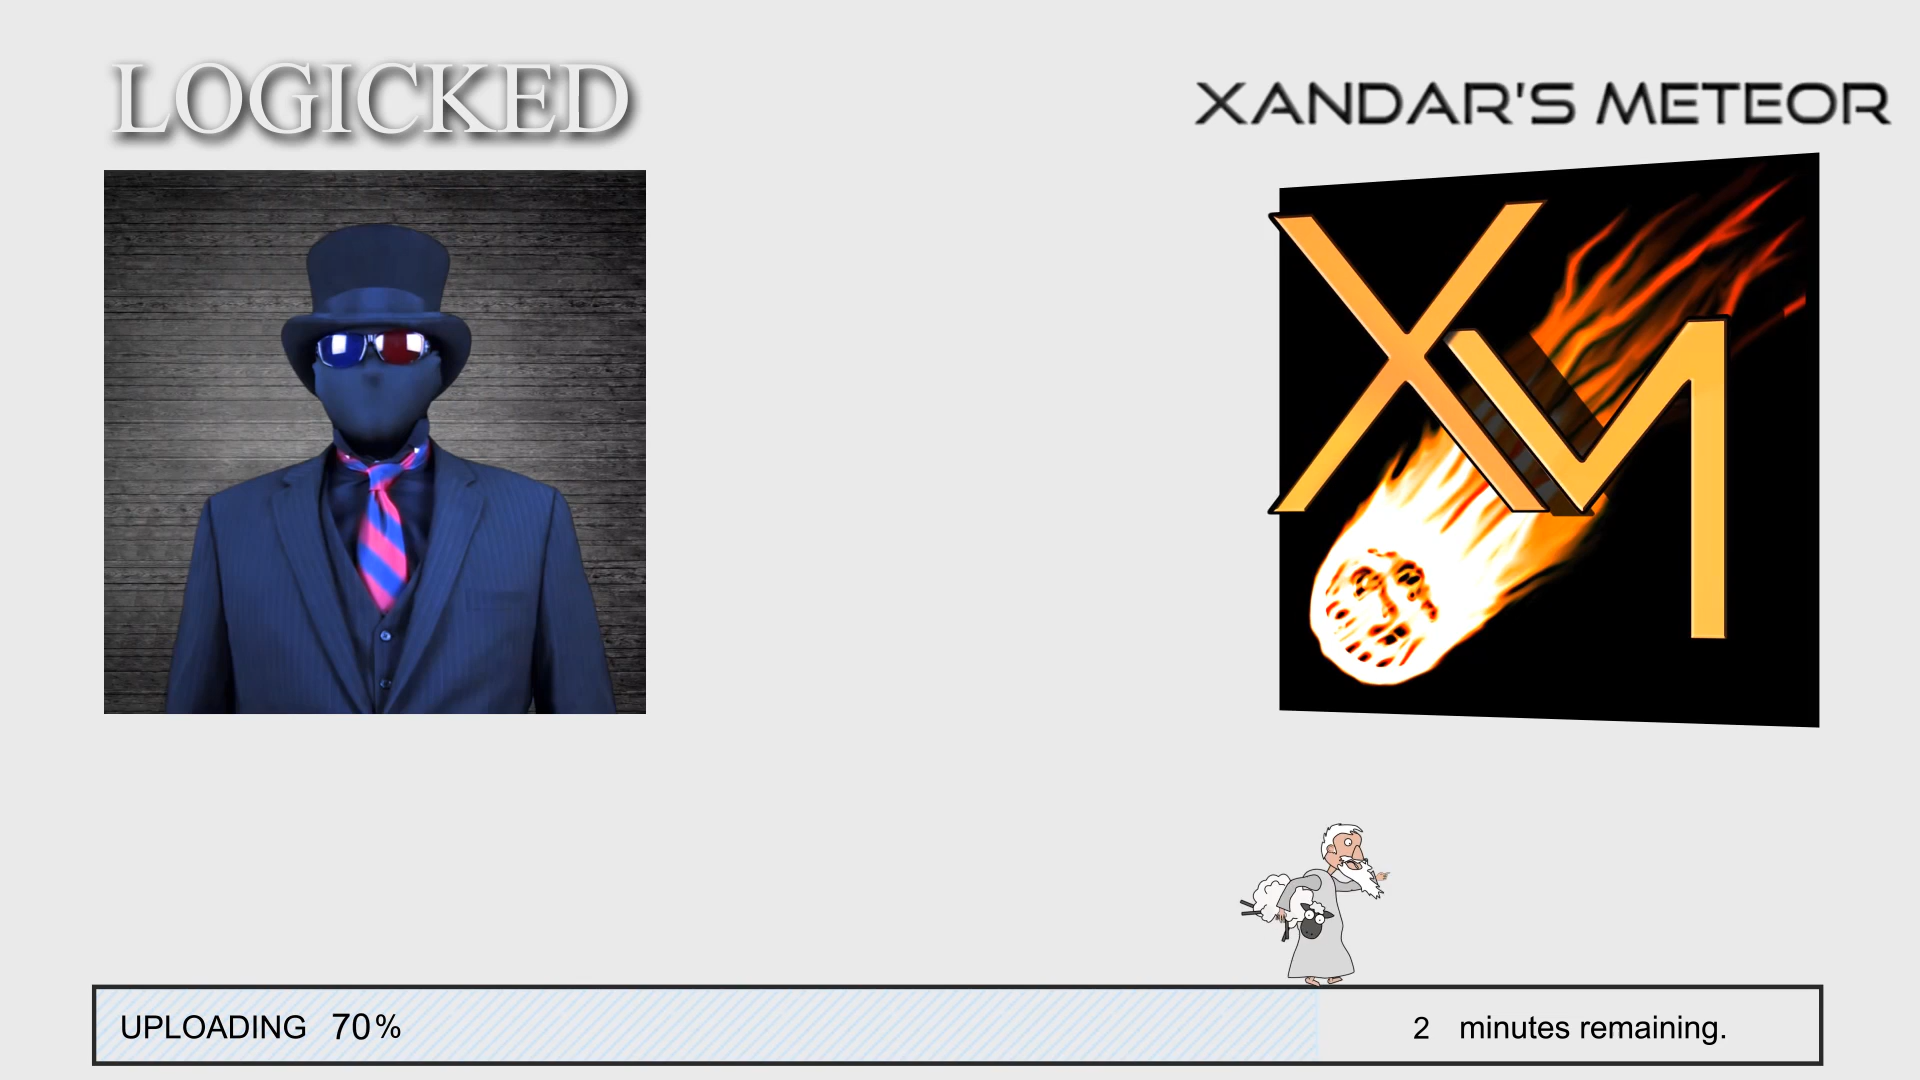 LOGICKED
XANDAR'S METEOR
XM
UPLOADING 70%
2 minutes remaining.